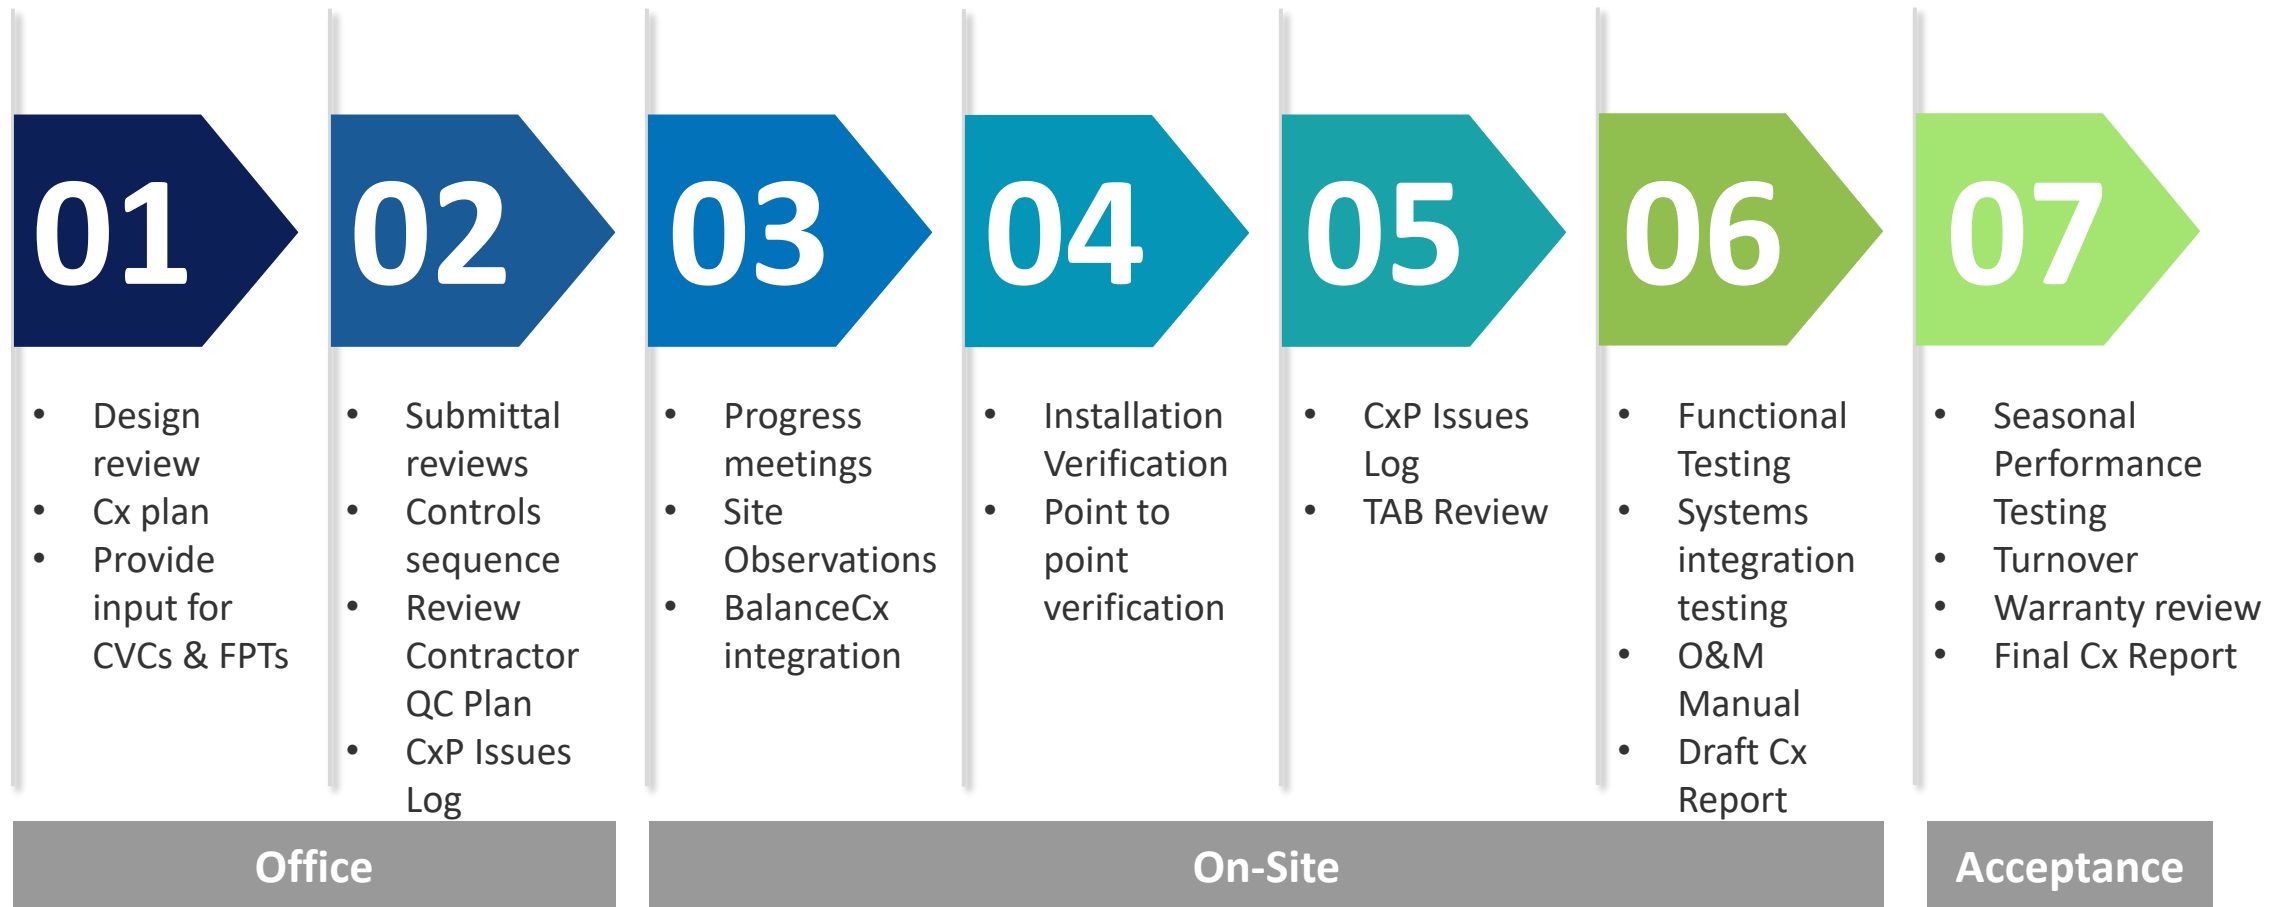 01
• Design
review
• Cx plan
• Provide
input for
CVCs & FPTs
02
• Submittal
reviews
• Controls
sequence
• Review
Contractor
QC Plan
• CxP Issues
Log
03
• Progress
meetings
• Site
Observations
• BalanceCx
integration
04
• Installation
Verification
• Point to
point
verification
05
• CxP Issues
Log
• TAB Review
06
• Functional
Testing
• Systems
integration
testing
• O&M
Manual
• Draft Cx
Report
07
• Seasonal
Performance
Testing
• Turnover
• Warranty review
• Final Cx Report
Office
On-Site
Acceptance